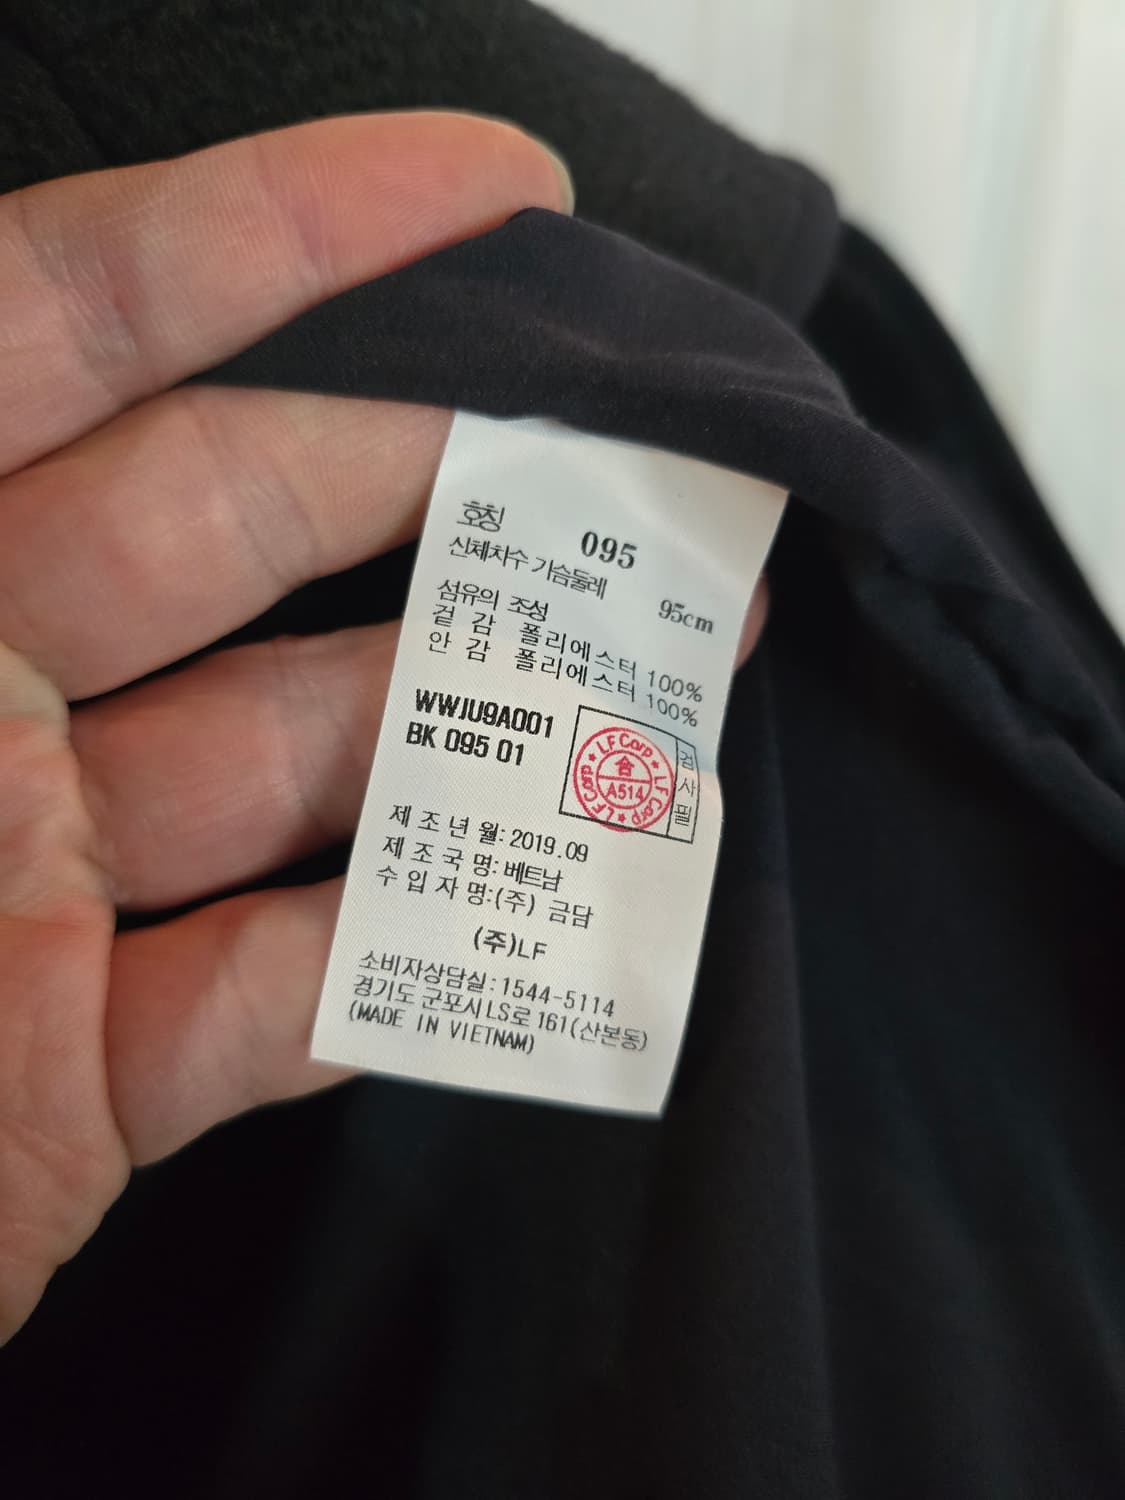 호칭 095
신체치수 가슴둘레 95cm
섬유의 조성
겉 감 폴리에스터 100%
안 감 폴리에스터 100%
WWJU9A001
BK 095 01
LF Corp ★ LF Corp ★ LF Corp ★
合
A514
검사필
제 조 년 월: 2019.09
제 조 국 명: 베트남
수 입 자 명:(주) 금담
(주)LF
소비자상담실:1544-5114
경기도 군포시 LS로 161(산본동)
(MADE IN VIETNAM)